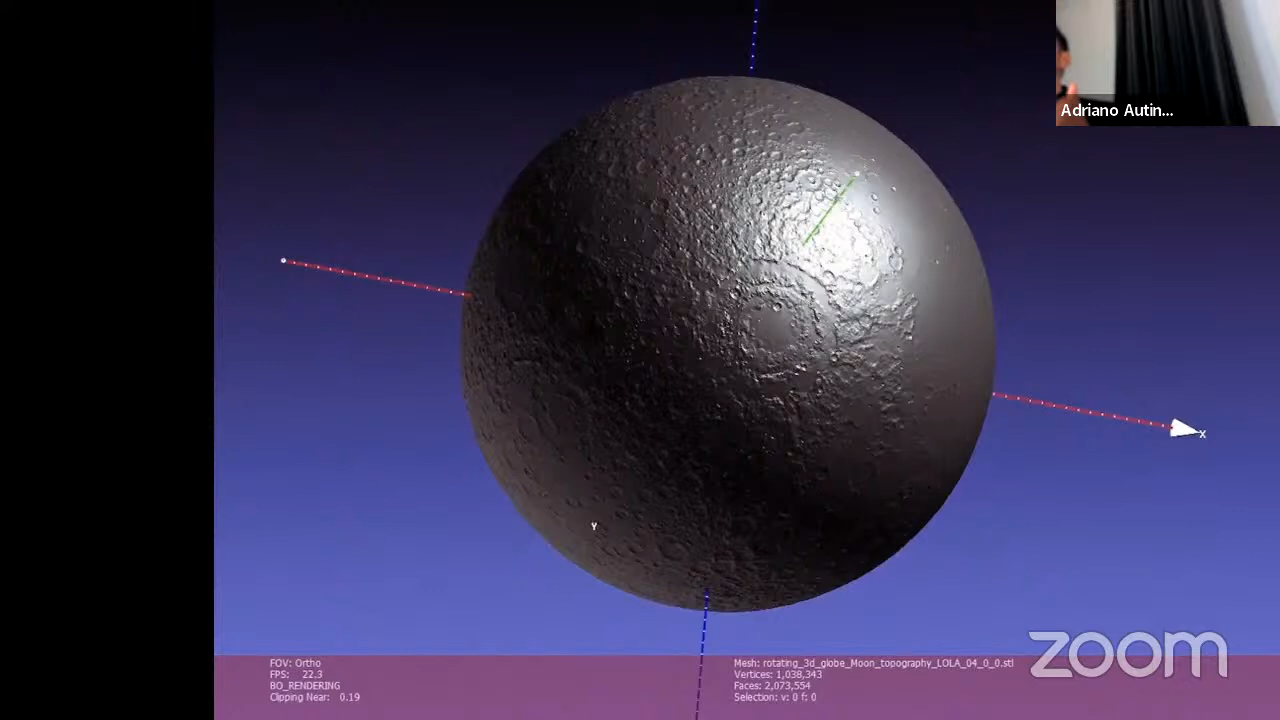 Adriano Autin...
X
Y
FOV: Ortho
FPS: 22.3
BO_RENDERING
Clipping Near: 0.19
Mesh: rotating_3d_globe_Moon_topography_LOLA_04_0_0.stl
Vertices: 1,038,343
Faces: 2,073,554
Selection: v: 0 f: 0
zoom